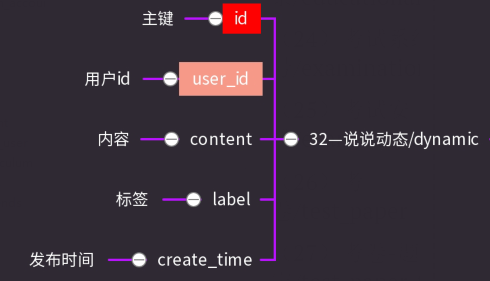 主键 id
用户id user_id
内容 content 32—说说动态/dynamic
标签 label
发布时间 create_time